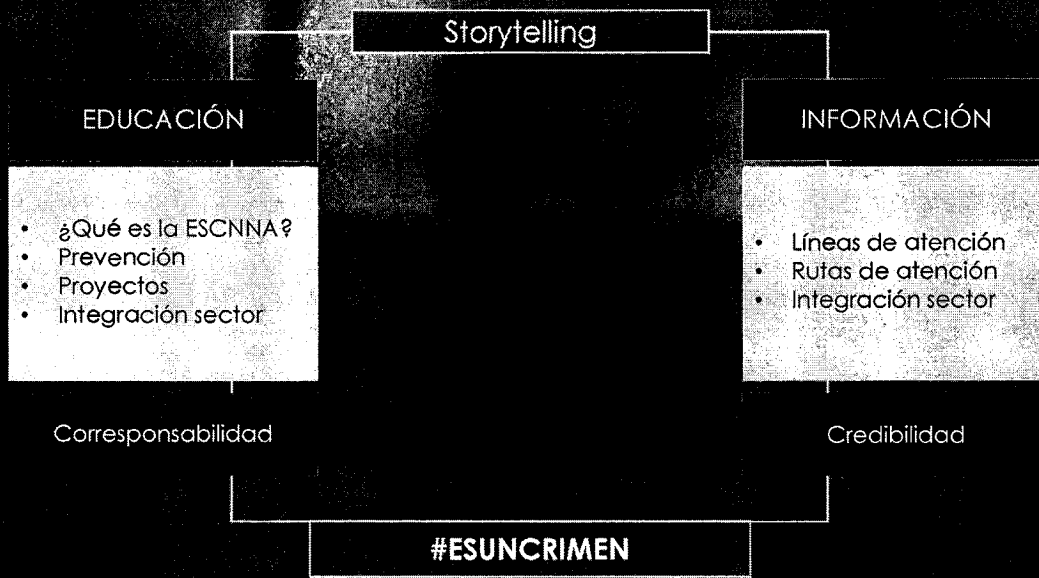 Storytelling
EDUCACIÓN
• ¿Qué es la ESCNNA?
• Prevención
• Proyectos
• Integración sector
Corresponsabilidad
INFORMACIÓN
• Líneas de atención
• Rutas de atención
• Integración sector
Credibilidad
#ESUNCRIMEN